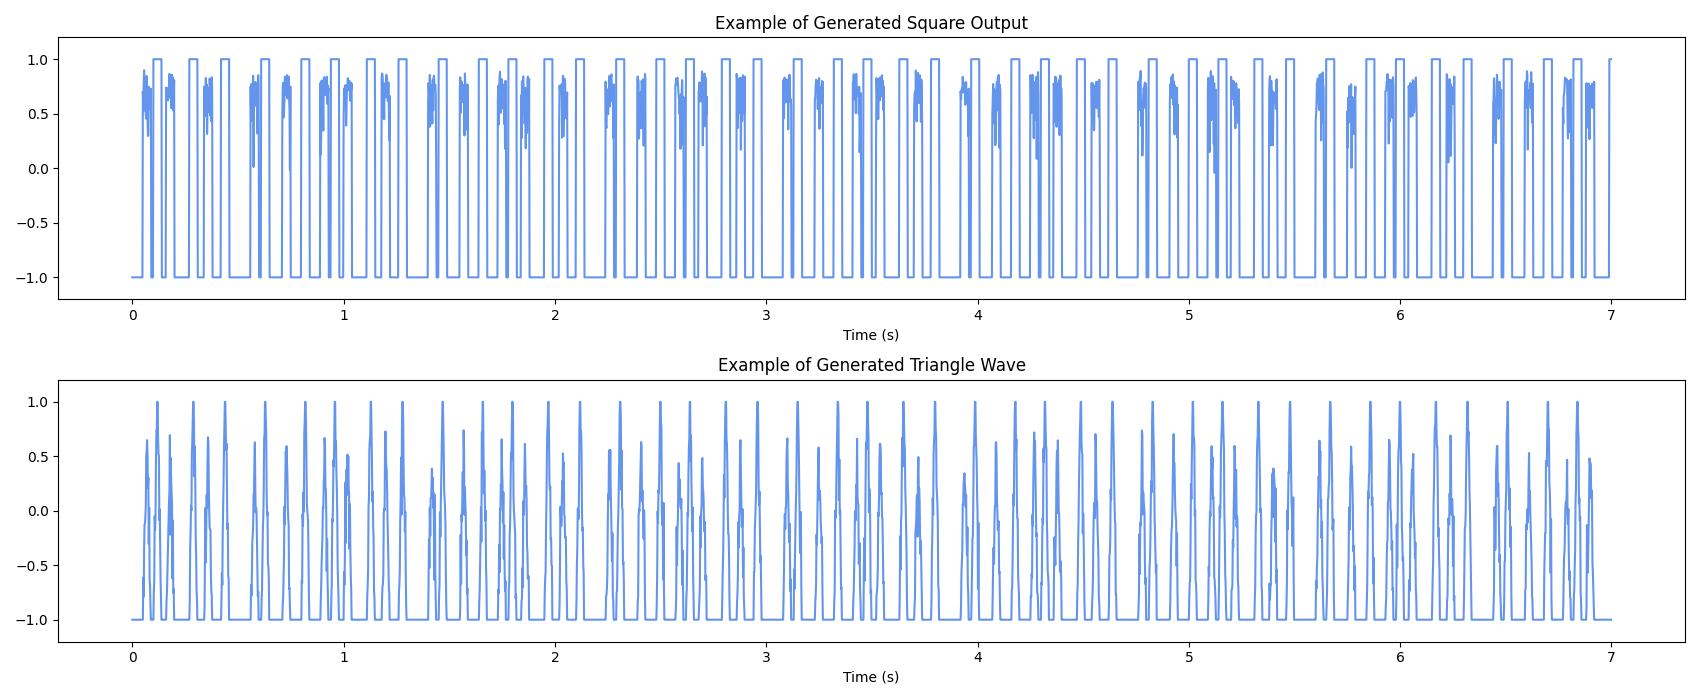 Example of Generated Square Output
1.0
0.5
0.0
−0.5
−1.0
0 1 2 3 4 5 6 7
Time (s)
Example of Generated Triangle Wave
1.0
0.5
0.0
−0.5
−1.0
0 1 2 3 4 5 6 7
Time (s)